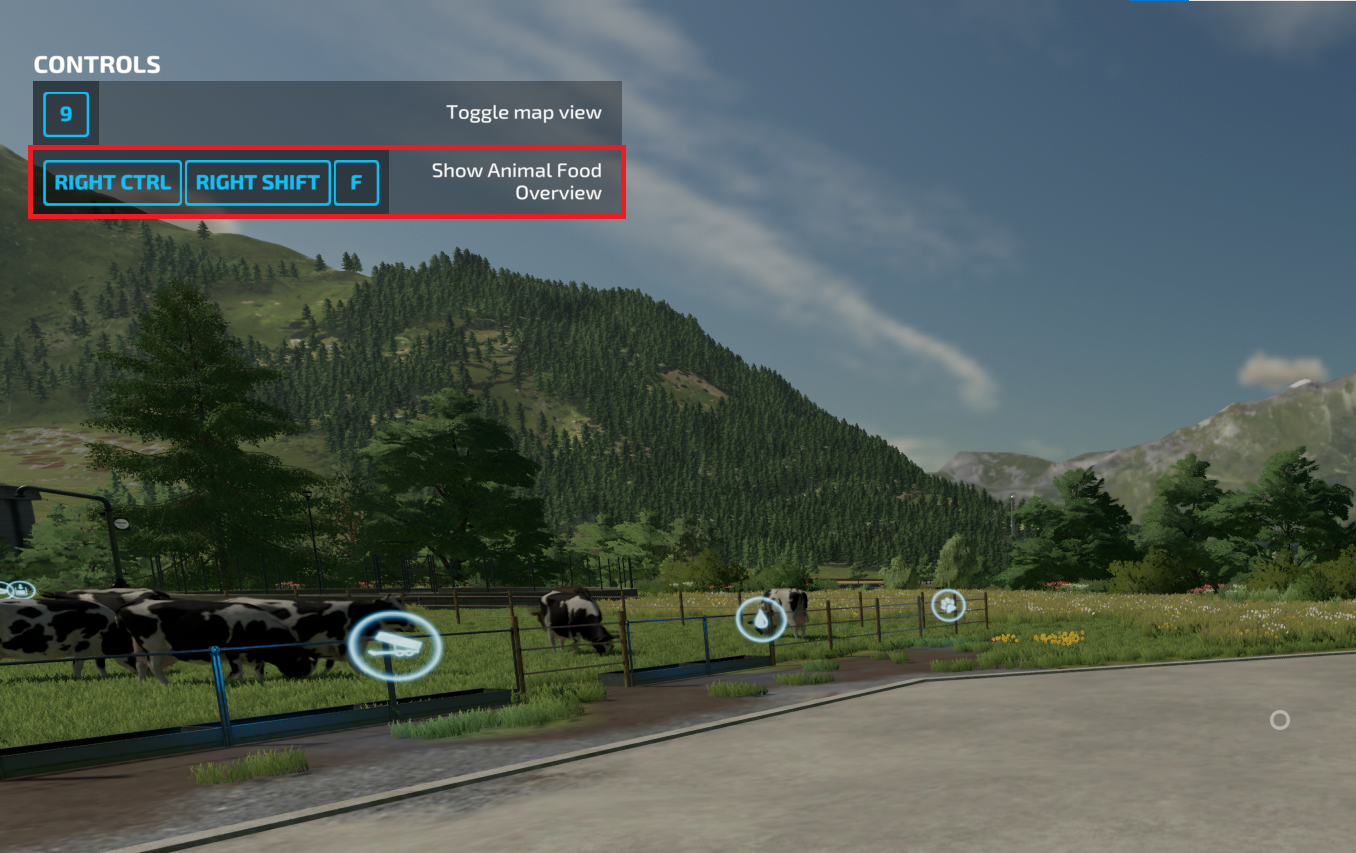 CONTROLS
9
Toggle map view
RIGHT CTRL RIGHT SHIFT F
Show Animal Food
Overview